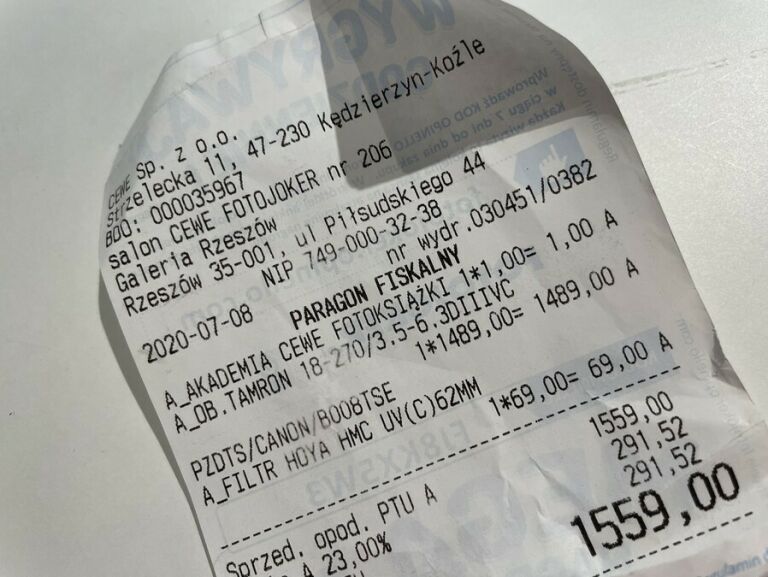 CEWE sp. z o.o.
Strzelecka 11, 47-230 Kędzierzyn-Koźle
BDO: 000035967
salon CEWE FOTOJOKER nr 206
Galeria Rzeszów
Rzeszów 35-001, ul Piłsudskiego 44
NIP 749-000-32-38
2020-07-08 nr wydr.030451/0382
PARAGON FISKALNY
A_AKADEMIA CEWE FOTOKSIĄŻKI 1*1,00= 1,00 A
A_OB.TAMRON 18-270/3.5-6.3DIIIVC
1*1489,00= 1489,00 A
PZDTS/CANON/B008TSE
A_FILTR HOYA HMC UV(C)62MM
1*69,00= 69,00 A
Sprzed. opod. PTU A 1559,00
A 23,00% 291,52
291,52
1559,00